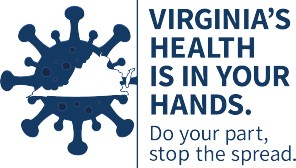 VIRGINIA'S
HEALTH
IS IN YOUR
HANDS.
Do your part,
stop the spread.